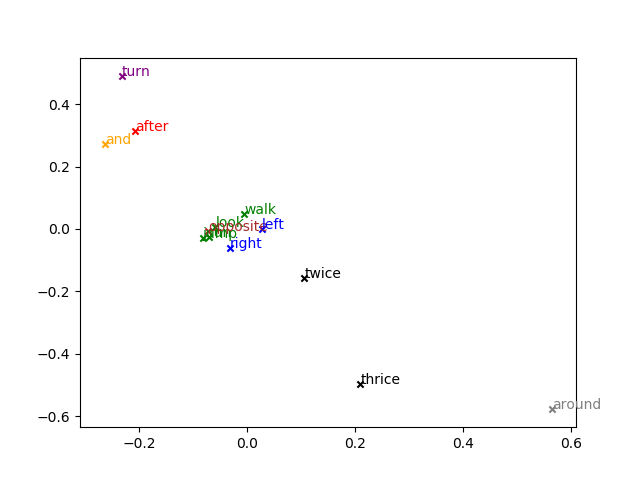 turn
0.4
after
and
0.2
walk
look
opposite
left
0.0
right
−0.2
twice
thrice
−0.4
around
−0.6
−0.2
0.0
0.2
0.4
0.6